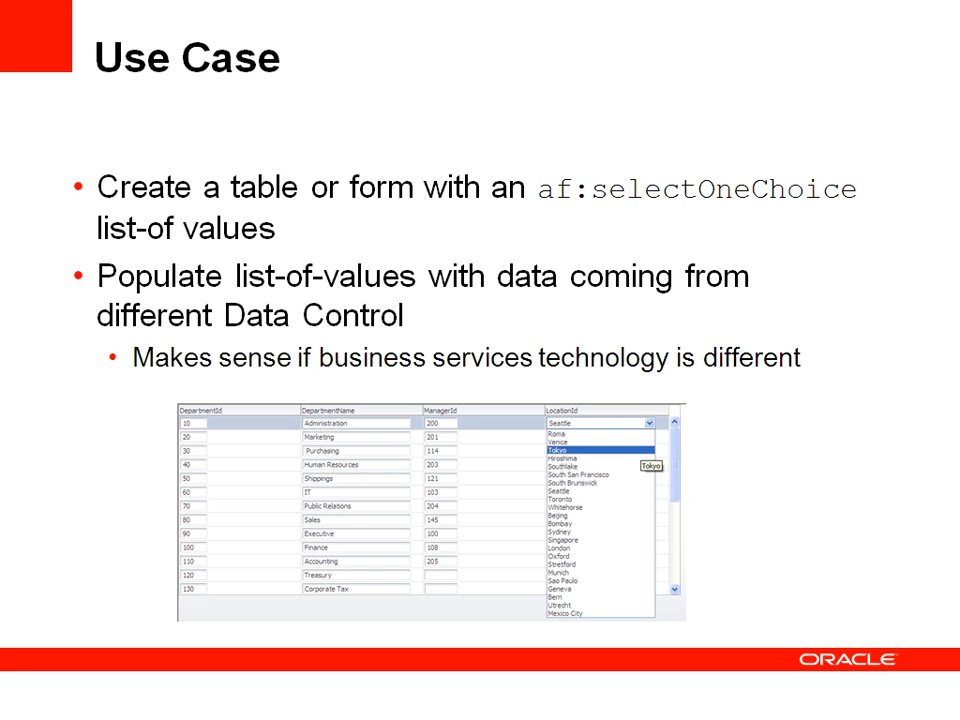 Use Case
• Create a table or form with an af:selectOneChoice
list-of values
• Populate list-of-values with data coming from
different Data Control
• Makes sense if business services technology is different
DepartmentId DepartmentName ManagerId LocationId
10 Administration 200 Seattle
20 Marketing 201
30 Purchasing 114
40 Human Resources 203
50 Shippings 121
60 IT 103
70 Public Relations 204
80 Sales 145
90 Executive 100
100 Finance 108
110 Accounting 205
120 Treasury
130 Corporate Tax
Roma
Venice
Tokyo
Hiroshima
Southlake
Tokyo
South San Francisco
South Brunswick
Seattle
Toronto
Whitehorse
Beijing
Bombay
Sydney
Singapore
London
Oxford
Stretford
Munich
Sao Paulo
Geneva
Bern
Utrecht
Mexico City
ORACLE